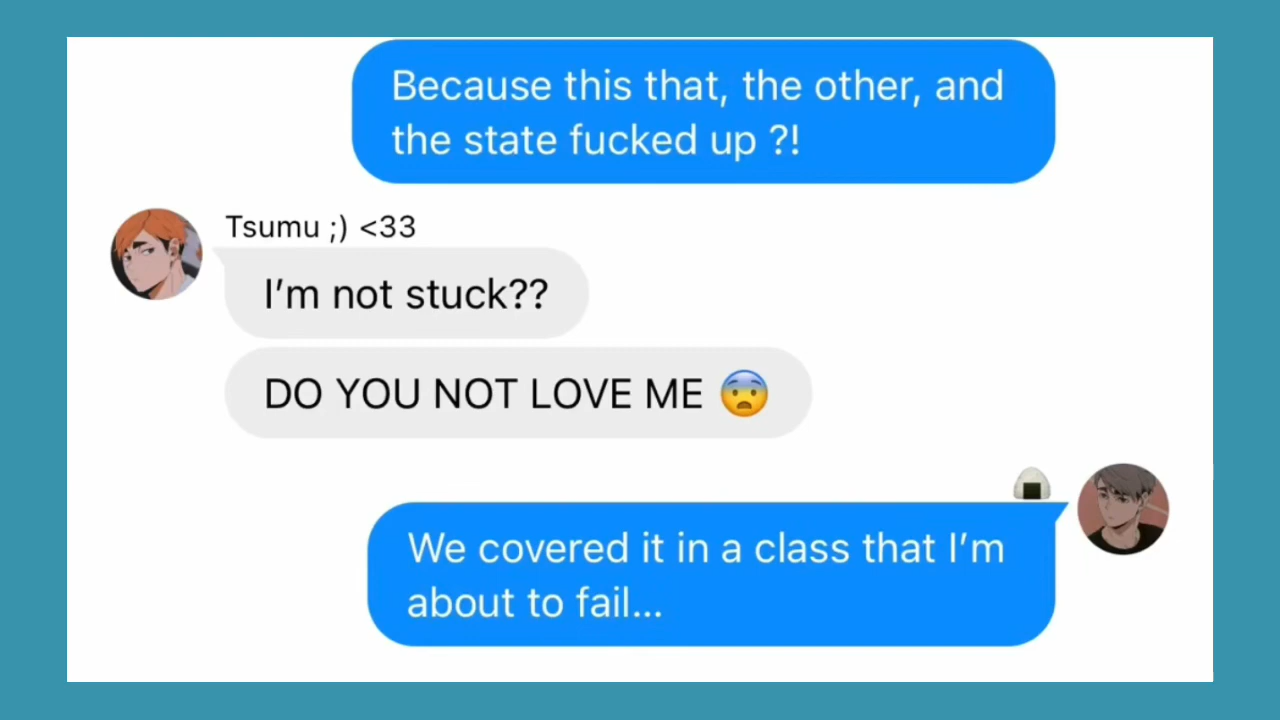 Because this that, the other, and
the state fucked up ?!
Tsumu ;) <33
I’m not stuck??
DO YOU NOT LOVE ME 😨
🍙
We covered it in a class that I’m
about to fail...